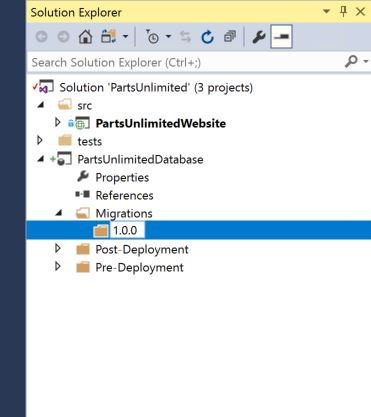 Solution Explorer
Search Solution Explorer (Ctrl+;)
Solution 'PartsUnlimited' (3 projects)
src
PartsUnlimitedWebsite
tests
PartsUnlimitedDatabase
Properties
References
Migrations
1.0.0
Post-Deployment
Pre-Deployment